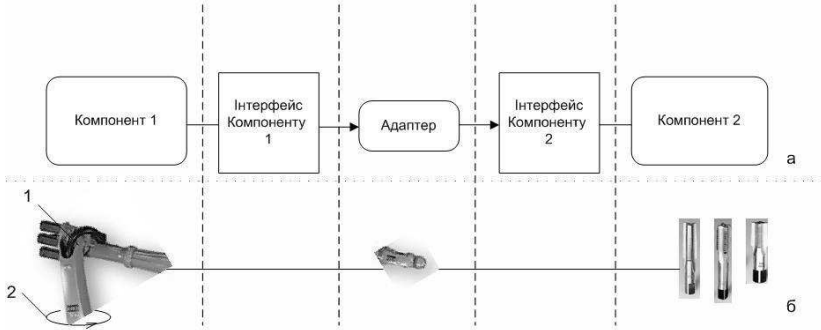 Компонент 1
Інтерфейс
Компоненту
1
Адаптер
Інтерфейс
Компоненту
2
Компонент 2
а
1
2
б